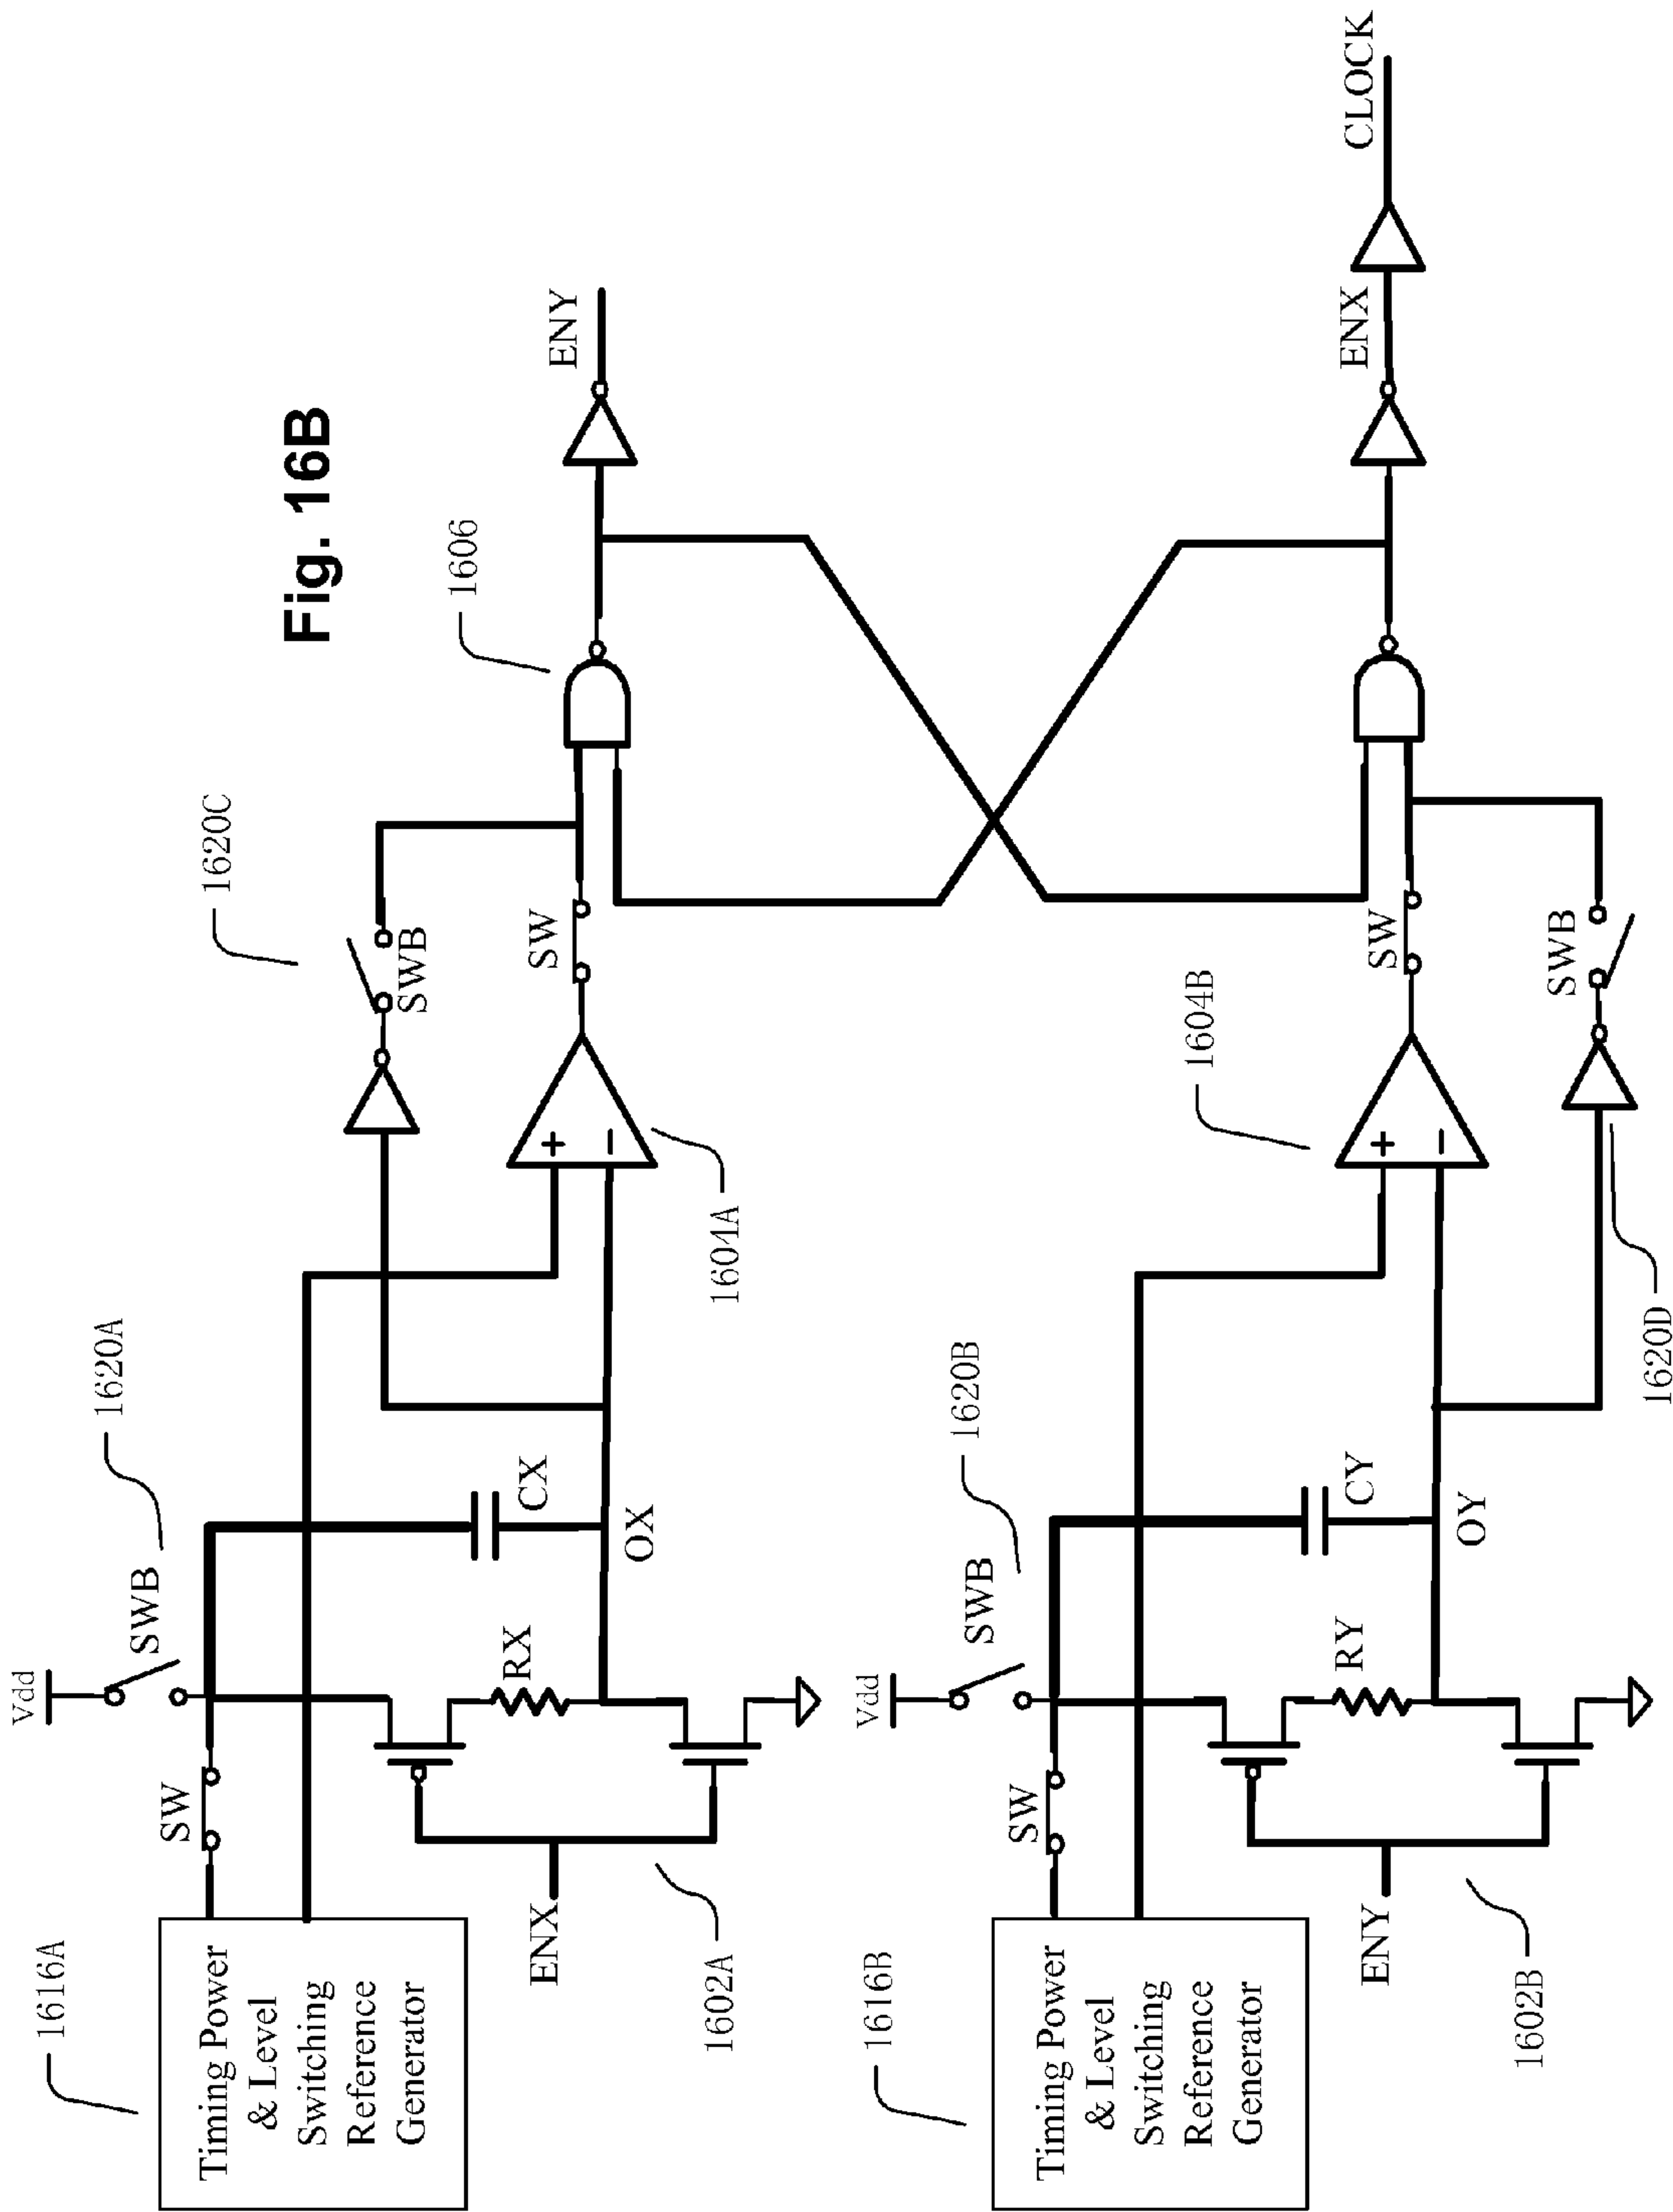 Fig. 16B
1616A
Timing Power
& Level
Switching
Reference
Generator
SW
Vdd
SWB
1620A
ENX
1602A
RX
CX
OX
1604A
+
−
SWB
1620C
SW
1606
ENY
1616B
Timing Power
& Level
Switching
Reference
Generator
SW
Vdd
SWB
1620B
ENY
1602B
RY
CY
OY
1604B
+
−
SW
SWB
1620D
ENX
CLOCK